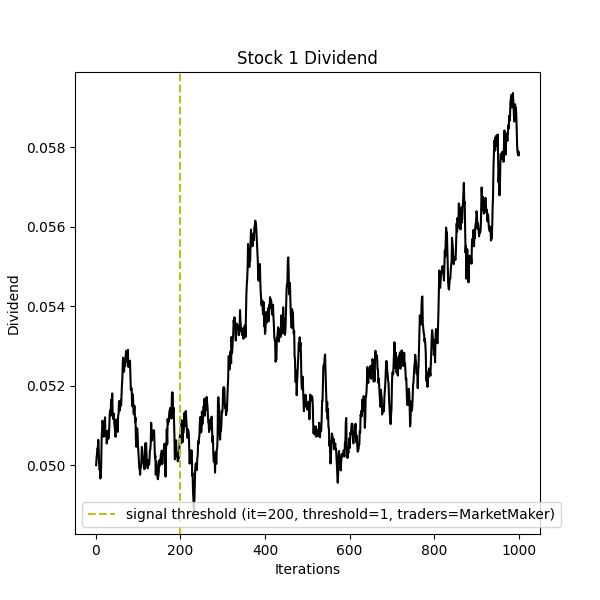 Stock 1 Dividend
Dividend
0.058
0.056
0.054
0.052
0.050
signal threshold (it=200, threshold=1, traders=MarketMaker)
0 200 400 600 800 1000
Iterations